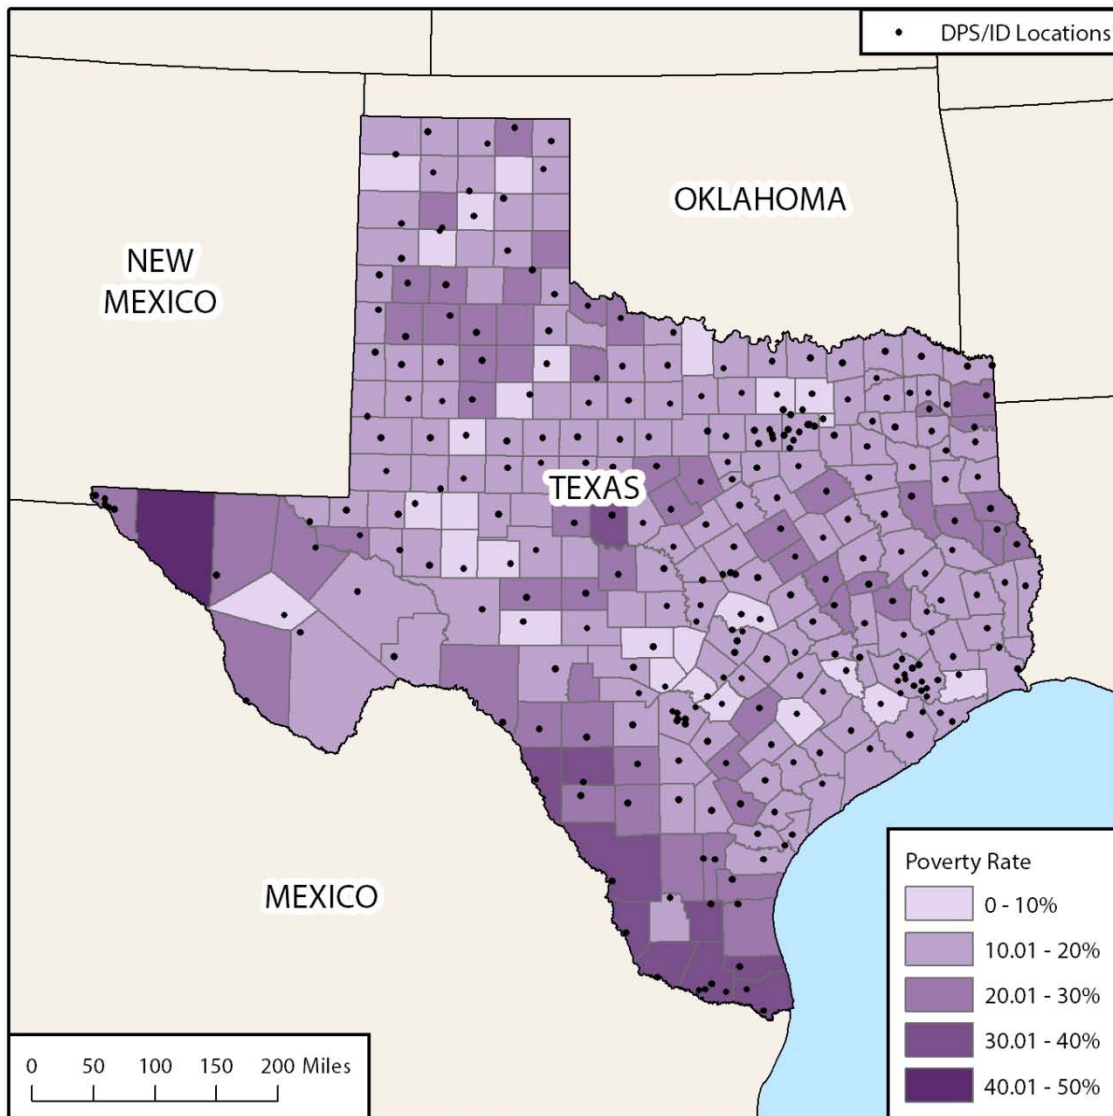 DPS/ID Locations
OKLAHOMA
NEW
MEXICO
TEXAS
MEXICO
Poverty Rate
0 - 10%
10.01 - 20%
20.01 - 30%
30.01 - 40%
40.01 - 50%
0 50 100 150 200 Miles